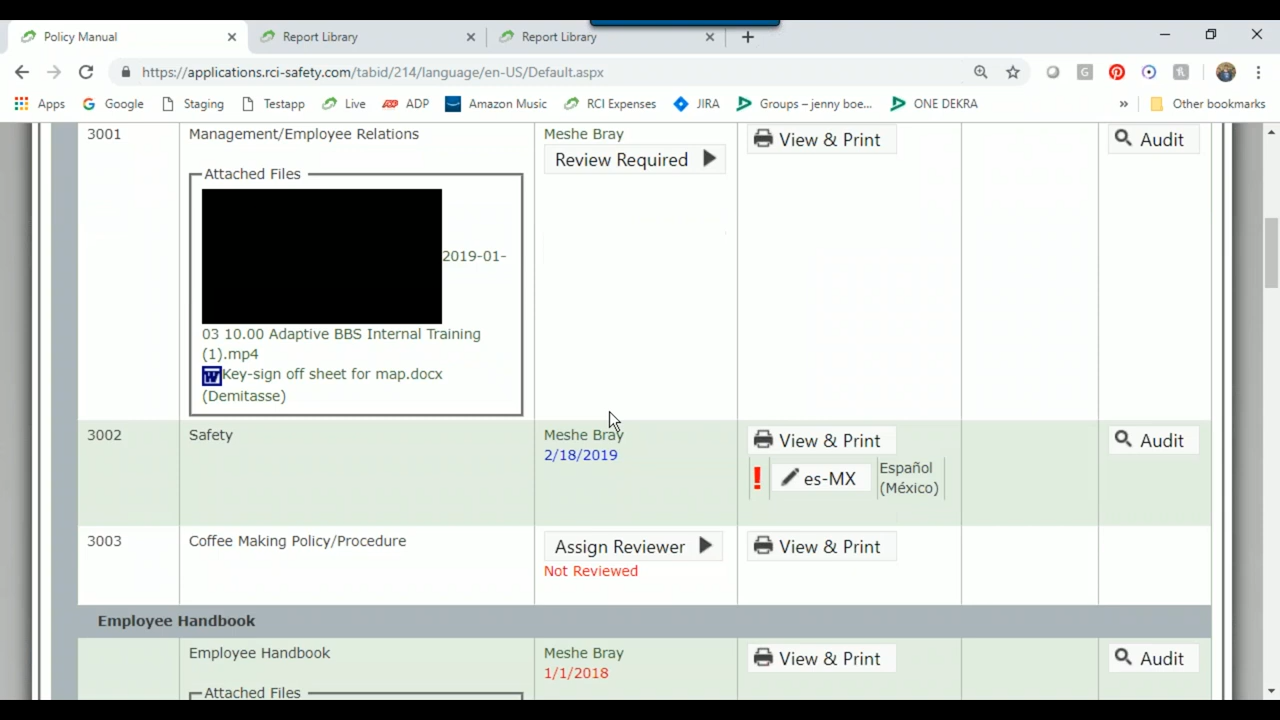 Policy Manual
Report Library
Report Library
https://applications.rci-safety.com/tabid/214/language/en-US/Default.aspx
Apps Google Staging Testapp Live ADP Amazon Music RCI Expenses JIRA Groups – jenny boe... ONE DEKRA » Other bookmarks
3001 Management/Employee Relations Meshe Bray View & Print Audit
Review Required
Attached Files
2019-01-
03 10.00 Adaptive BBS Internal Training
(1).mp4
Key-sign off sheet for map.docx
(Demitasse)
3002 Safety Meshe Bray View & Print Audit
2/18/2019
! es-MX Español
(México)
3003 Coffee Making Policy/Procedure Assign Reviewer View & Print
Not Reviewed
Employee Handbook
Employee Handbook Meshe Bray View & Print Audit
1/1/2018
Attached Files